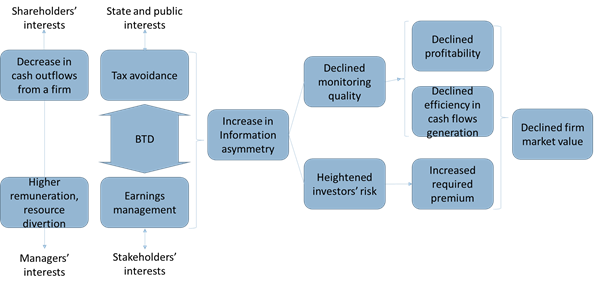 Shareholders'
interests
State and public
interests
Decrease in
cash outflows
from a firm
Tax avoidance
BTD
Higher
remuneration,
resource
divertion
Earnings
management
Managers'
interests
Stakeholders'
interests
Increase in
Information
asymmetry
Declined
monitoring
quality
Heightened
investors' risk
Declined
profitability
Declined
efficiency in
cash flows
generation
Increased
required
premium
Declined firm
market value